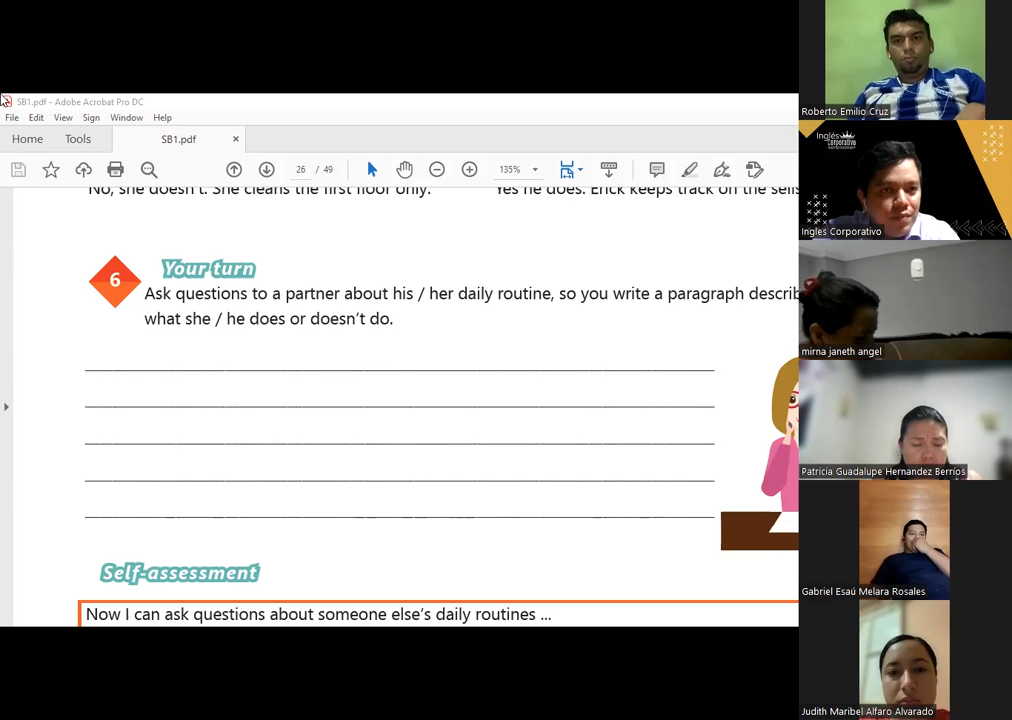 SB1.pdf - Adobe Acrobat Pro DC
File Edit View Sign Window Help
Home Tools SB1.pdf ×
26 / 49 135%
No, she doesn't. She cleans the first floor only. Yes he does. Erick keeps track on the sells
6 Your turn
Ask questions to a partner about his / her daily routine, so you write a paragraph describ
what she / he does or doesn't do.
Self-assessment
Now I can ask questions about someone else's daily routines ...
Roberto Emilio Cruz
Inglés
Corporativo
Ingles Corporativo
mirna janeth angel
Patricia Guadalupe Hernandez Berríos
Gabriel Esaú Melara Rosales
Judith Maribel Alfaro Alvarado